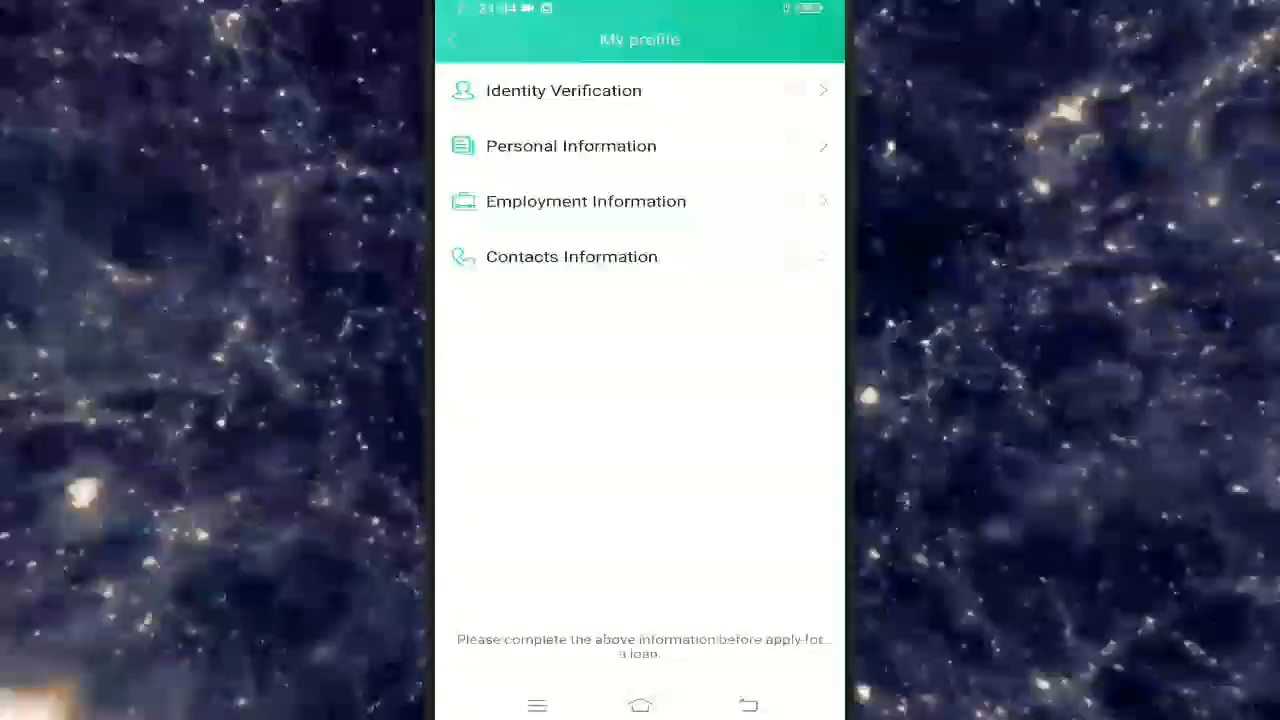 My profile
Identity Verification
Personal Information
Employment Information
Contacts Information
Please complete the above information before apply for
a loan.